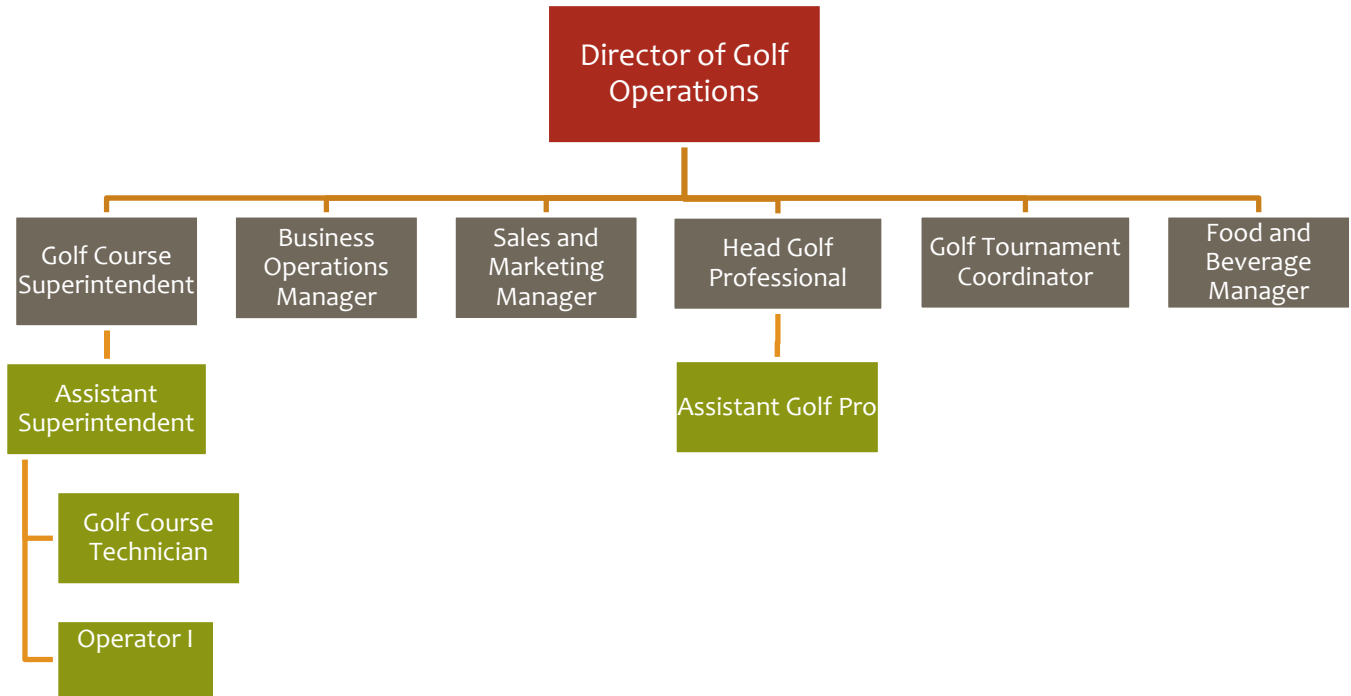 Director of Golf
Operations
Golf Course
Superintendent
Business
Operations
Manager
Sales and
Marketing
Manager
Head Golf
Professional
Golf Tournament
Coordinator
Food and
Beverage
Manager
Assistant
Superintendent
Assistant Golf Pro
Golf Course
Technician
Operator I